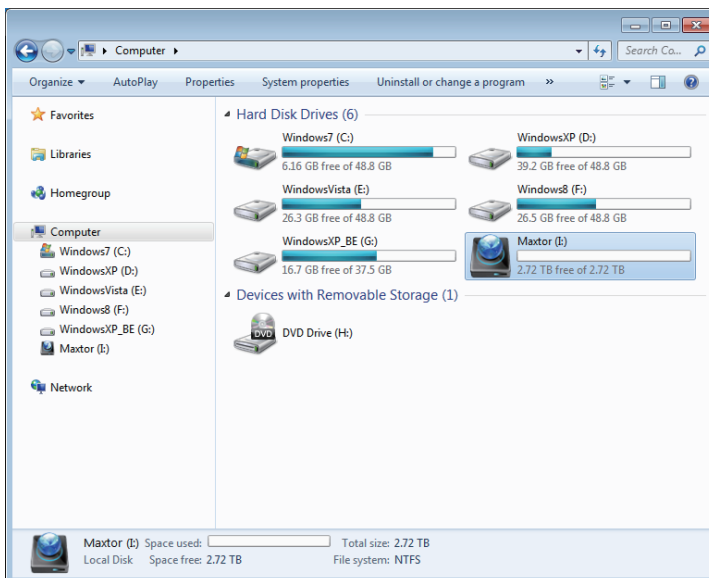 Computer
Search Co...
Organize AutoPlay Properties System properties Uninstall or change a program »
Favorites
Libraries
Homegroup
Computer
Windows7 (C:)
WindowsXP (D:)
WindowsVista (E:)
Windows8 (F:)
WindowsXP_BE (G:)
Maxtor (I:)
Network
Hard Disk Drives (6)
Windows7 (C:)
6.16 GB free of 48.8 GB
WindowsXP (D:)
39.2 GB free of 48.8 GB
WindowsVista (E:)
26.3 GB free of 48.8 GB
Windows8 (F:)
26.5 GB free of 48.8 GB
WindowsXP_BE (G:)
16.7 GB free of 37.5 GB
Maxtor (I:)
2.72 TB free of 2.72 TB
Devices with Removable Storage (1)
DVD
DVD Drive (H:)
Maxtor (I:) Space used: Total size: 2.72 TB
Local Disk Space free: 2.72 TB File system: NTFS